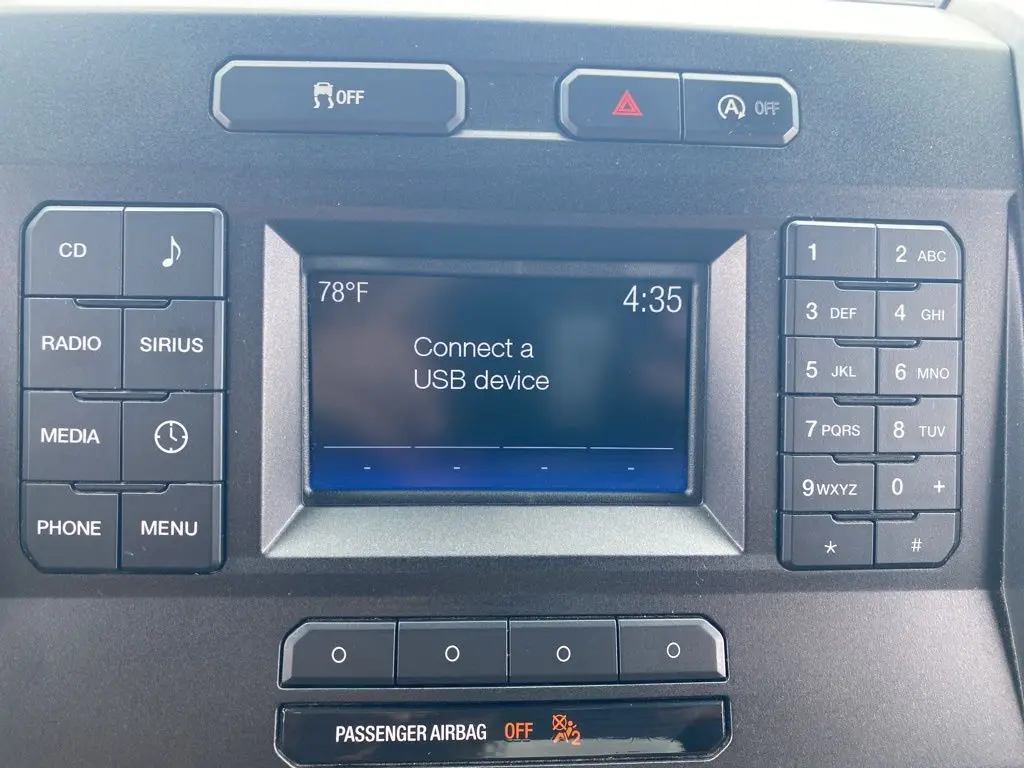 OFF
A OFF
CD
RADIO SIRIUS
MEDIA
PHONE MENU
78°F 4:35
Connect a
USB device
- - - -
1 2 ABC
3 DEF 4 GHI
5 JKL 6 MNO
7 PQRS 8 TUV
9 WXYZ 0 +
* #
PASSENGER AIRBAG OFF 2